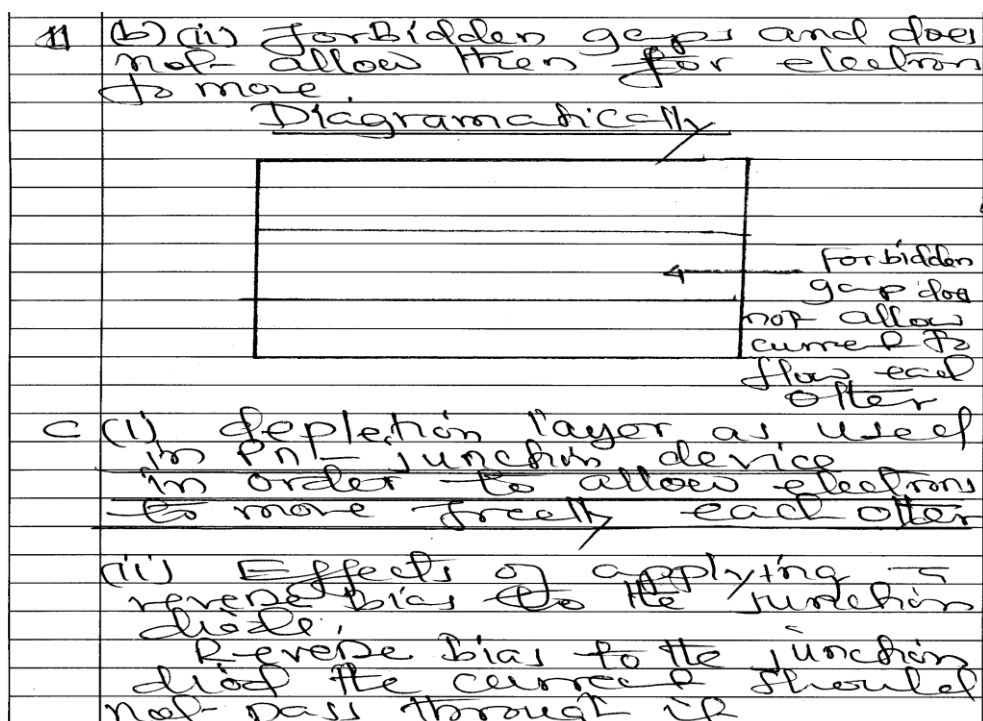 11 (b) (ii) forbidden gaps and does
not allow then for electron
to move
Diagramatically
Forbidden
gap does
not allow
current to
flow each
other
c (i) depletion layer as used
in Pn- junction device
in order to allow electrons
to move freely each other
(ii) Effects of applying a
reverse bias to the junction
diode.
Reverse bias to the junction
diod the current should
not pass through it